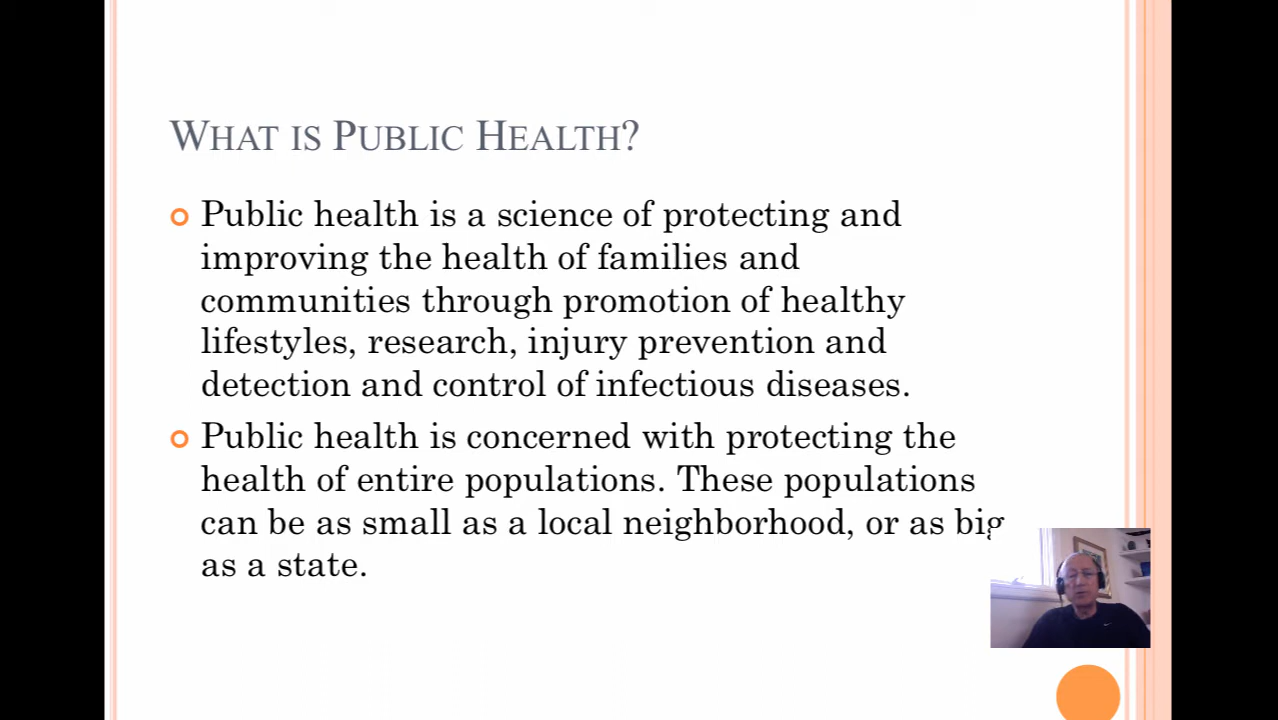 WHAT IS PUBLIC HEALTH?
Public health is a science of protecting and
improving the health of families and
communities through promotion of healthy
lifestyles, research, injury prevention and
detection and control of infectious diseases.
Public health is concerned with protecting the
health of entire populations. These populations
can be as small as a local neighborhood, or as big
as a state.